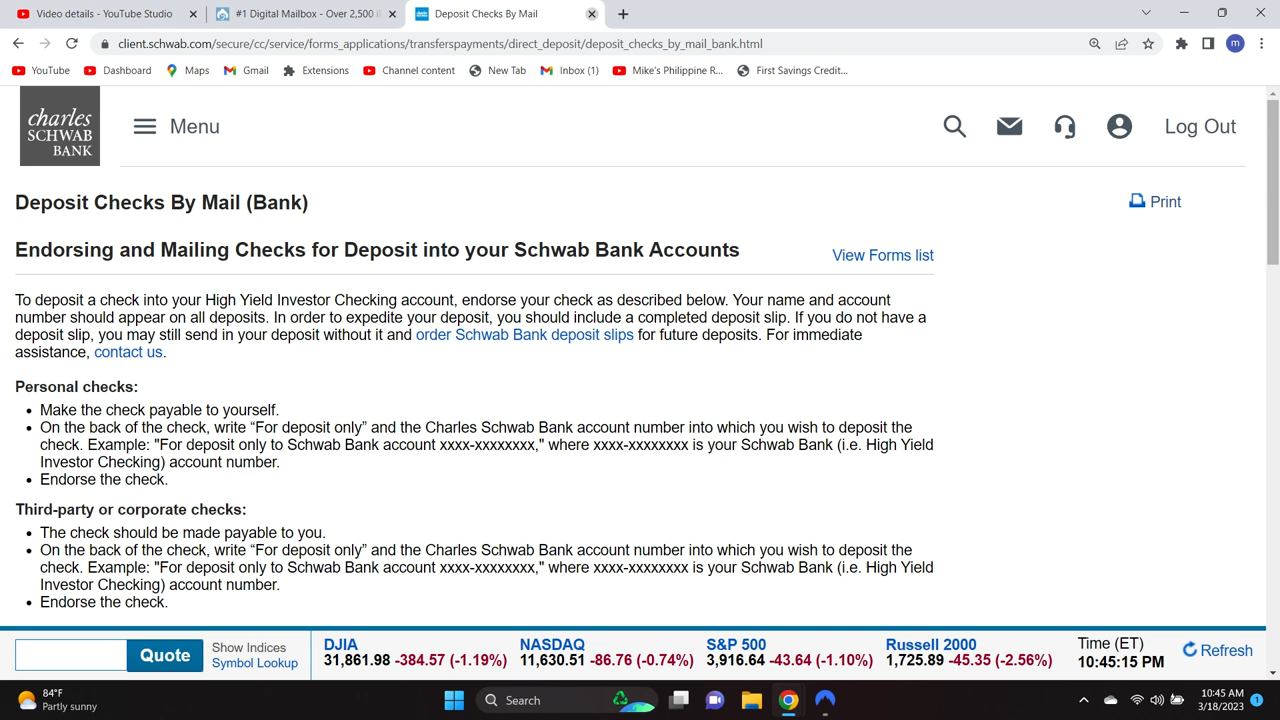 Video details - YouTube Studio
#1 Digital Mailbox - Over 2,500
Deposit Checks By Mail
client.schwab.com/secure/cc/service/forms_applications/transferspayments/direct_deposit/deposit_checks_by_mail_bank.html
m
YouTube
Dashboard
Maps
Gmail
Extensions
Channel content
New Tab
Inbox (1)
Mike's Philippine R...
First Savings Credit...
charles
SCHWAB
BANK
Menu
Log Out
Deposit Checks By Mail (Bank)
Print
Endorsing and Mailing Checks for Deposit into your Schwab Bank Accounts
View Forms list
To deposit a check into your High Yield Investor Checking account, endorse your check as described below. Your name and account
number should appear on all deposits. In order to expedite your deposit, you should include a completed deposit slip. If you do not have a
deposit slip, you may still send in your deposit without it and order Schwab Bank deposit slips for future deposits. For immediate
assistance, contact us.
Personal checks:
Make the check payable to yourself.
On the back of the check, write “For deposit only” and the Charles Schwab Bank account number into which you wish to deposit the
check. Example: "For deposit only to Schwab Bank account xxxx-xxxxxxxx," where xxxx-xxxxxxxx is your Schwab Bank (i.e. High Yield
Investor Checking) account number.
Endorse the check.
Third-party or corporate checks:
The check should be made payable to you.
On the back of the check, write “For deposit only” and the Charles Schwab Bank account number into which you wish to deposit the
check. Example: "For deposit only to Schwab Bank account xxxx-xxxxxxxx," where xxxx-xxxxxxxx is your Schwab Bank (i.e. High Yield
Investor Checking) account number.
Endorse the check.
Quote
Show Indices
Symbol Lookup
DJIA
31,861.98 -384.57 (-1.19%)
NASDAQ
11,630.51 -86.76 (-0.74%)
S&P 500
3,916.64 -43.64 (-1.10%)
Russell 2000
1,725.89 -45.35 (-2.56%)
Time (ET)
10:45:15 PM
Refresh
84°F
Partly sunny
Search
10:45 AM
3/18/2023
1